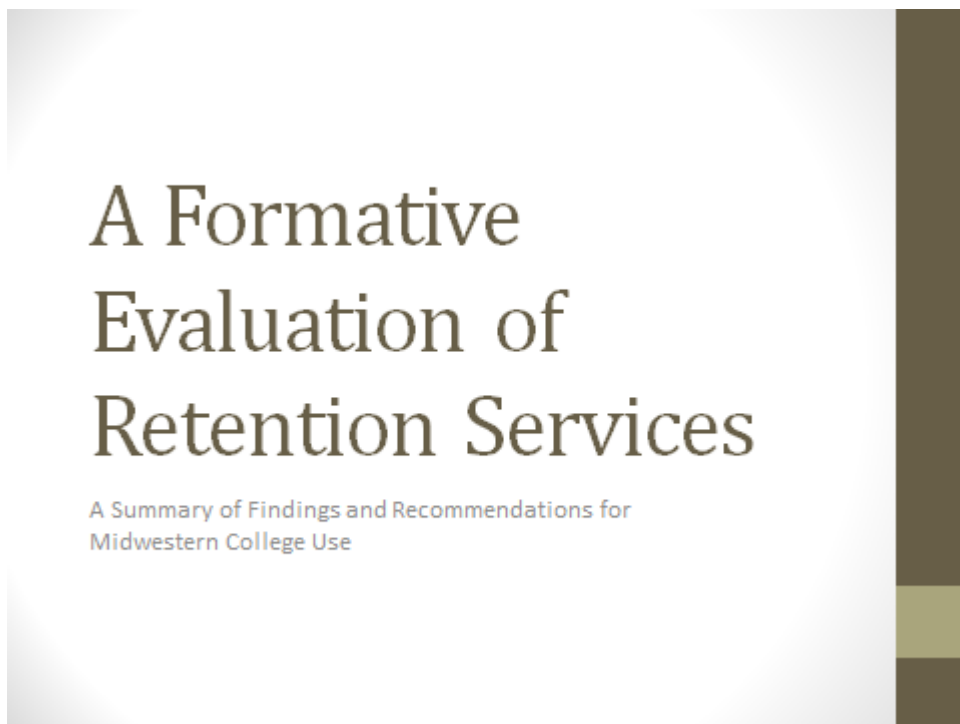 A Formative
Evaluation of
Retention Services
A Summary of Findings and Recommendations for
Midwestern College Use